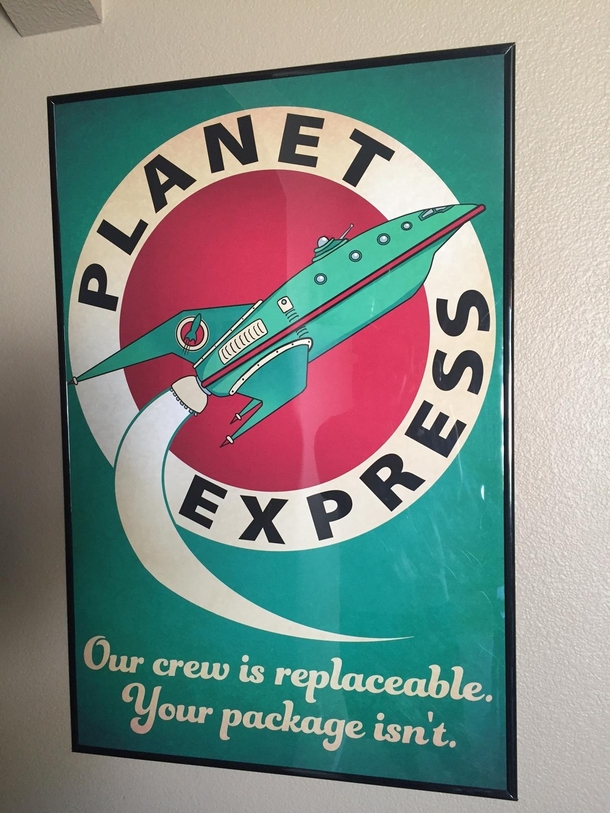 PLANET
EXPRESS
Our crew is replaceable.
Your package isn't.